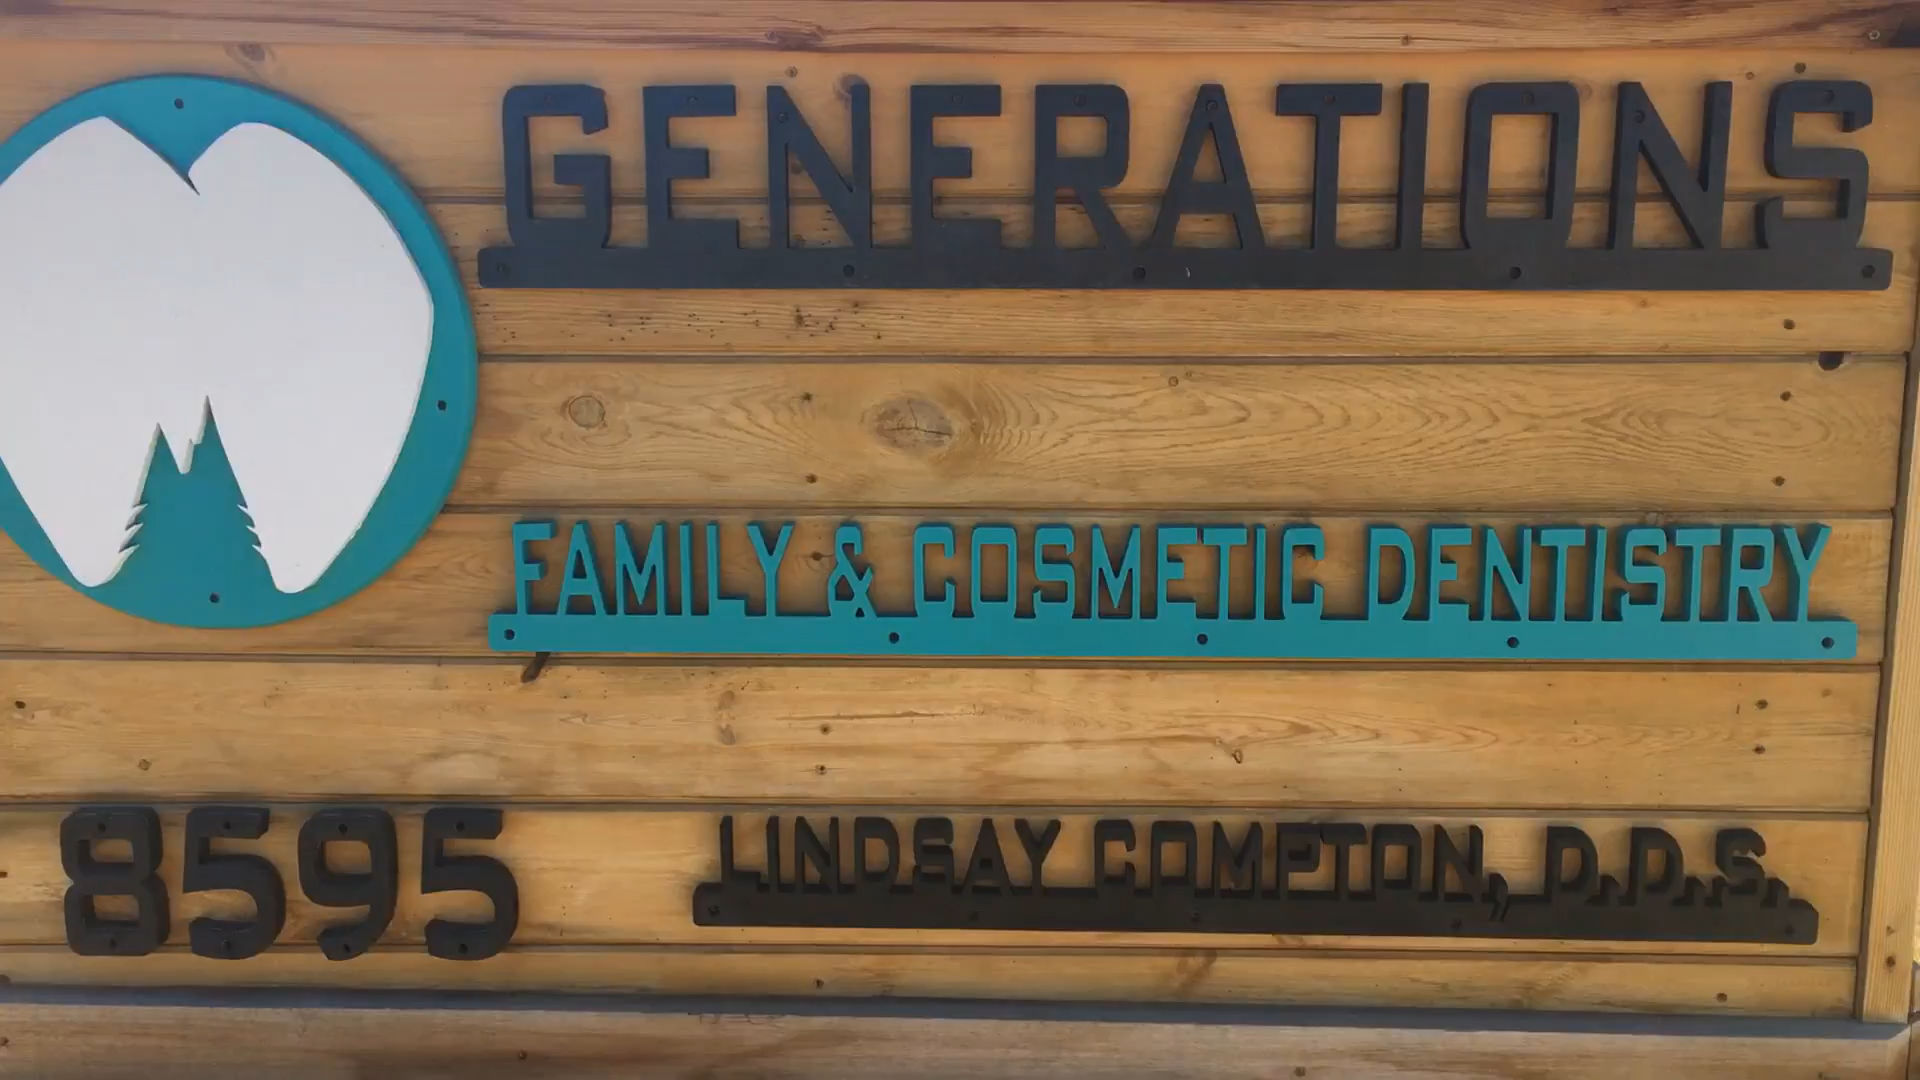 GENERATIONS
FAMILY & COSMETIC DENTISTRY
8595
LINDSAY COMPTON, D.D.S.